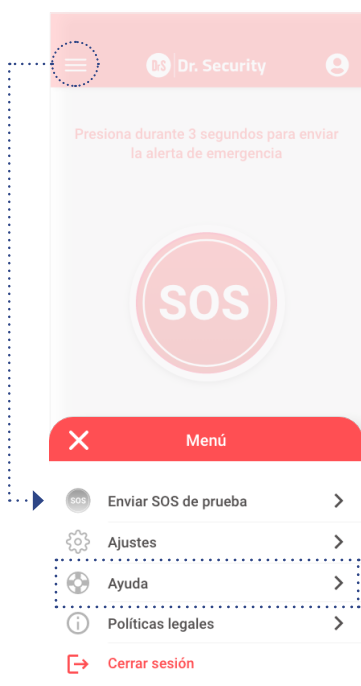 DrS Dr. Security
Presiona durante 3 segundos para enviar
la alerta de emergencia
SOS
Menú
SOS Enviar SOS de prueba
Ajustes
Ayuda
Políticas legales
Cerrar sesión